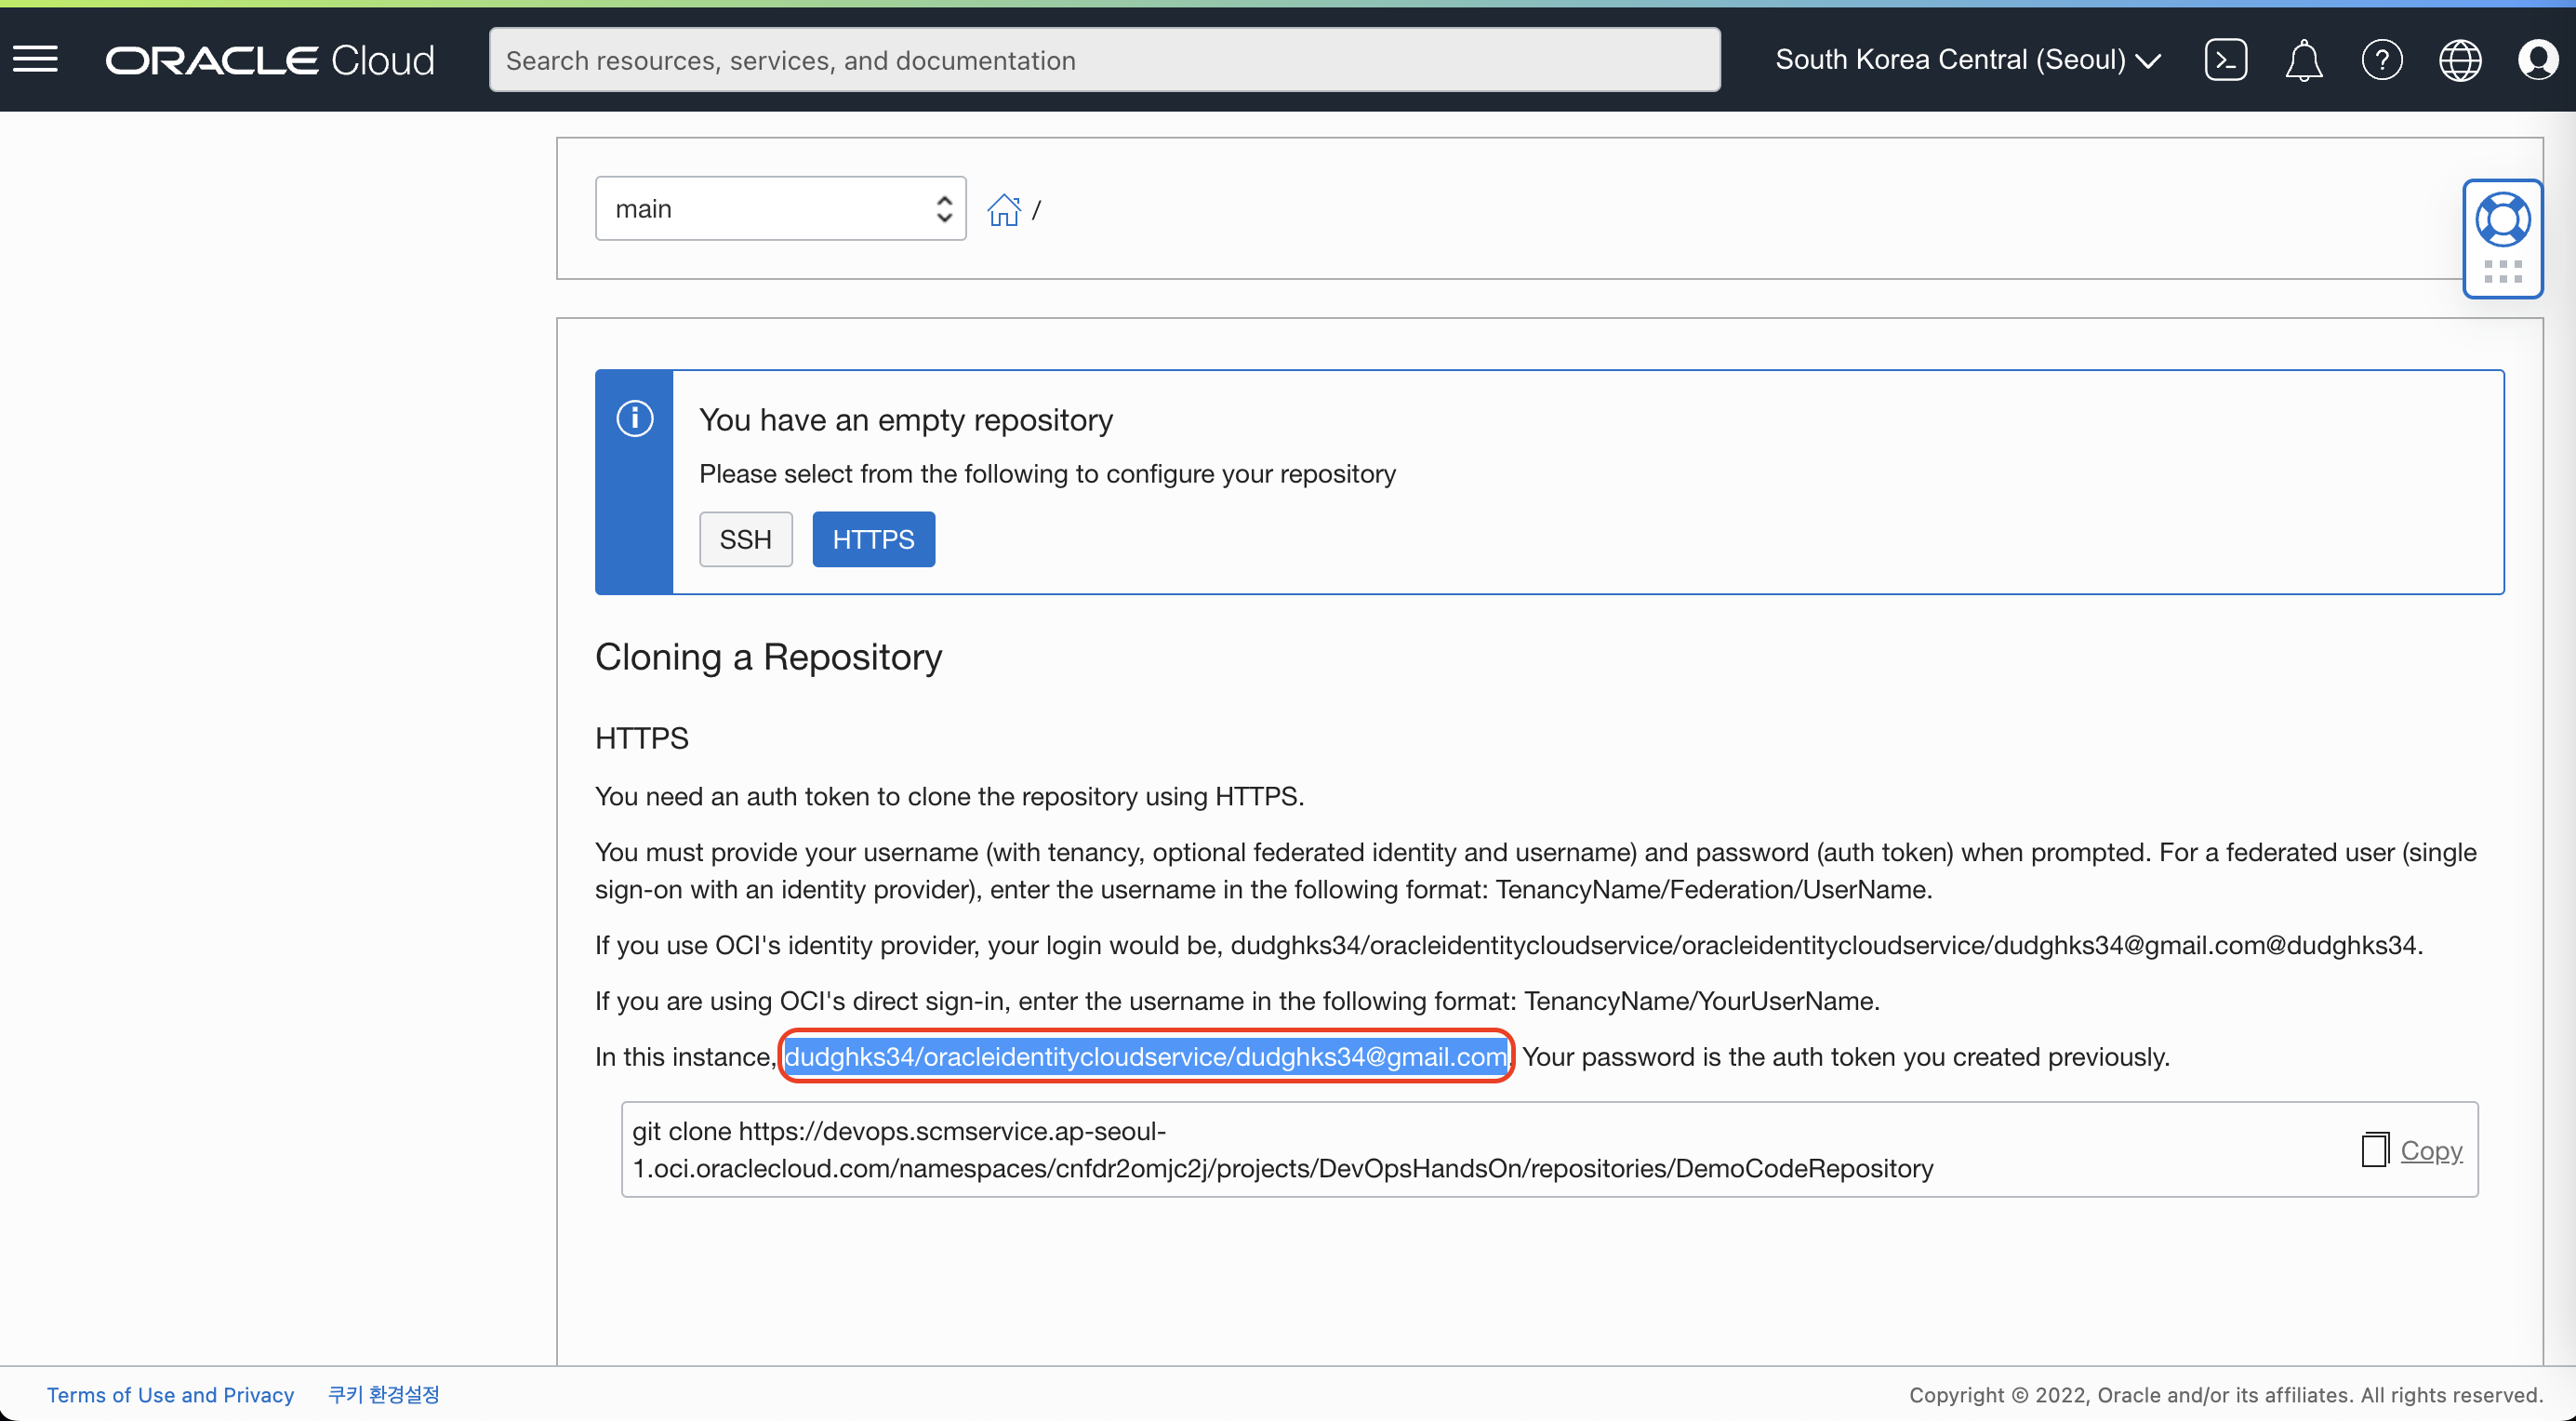 ORACLE Cloud
Search resources, services, and documentation
South Korea Central (Seoul)
main
/
You have an empty repository
Please select from the following to configure your repository
SSH
HTTPS
Cloning a Repository
HTTPS
You need an auth token to clone the repository using HTTPS.
You must provide your username (with tenancy, optional federated identity and username) and password (auth token) when prompted. For a federated user (single
sign-on with an identity provider), enter the username in the following format: TenancyName/Federation/UserName.
If you use OCI's identity provider, your login would be, dudghks34/oracleidentitycloudservice/oracleidentitycloudservice/dudghks34@gmail.com@dudghks34.
If you are using OCI's direct sign-in, enter the username in the following format: TenancyName/YourUserName.
In this instance, dudghks34/oracleidentitycloudservice/dudghks34@gmail.com. Your password is the auth token you created previously.
git clone https://devops.scmservice.ap-seoul-
1.oci.oraclecloud.com/namespaces/cnfdr2omjc2j/projects/DevOpsHandsOn/repositories/DemoCodeRepository
Copy
Terms of Use and Privacy
쿠키 환경설정
Copyright © 2022, Oracle and/or its affiliates. All rights reserved.